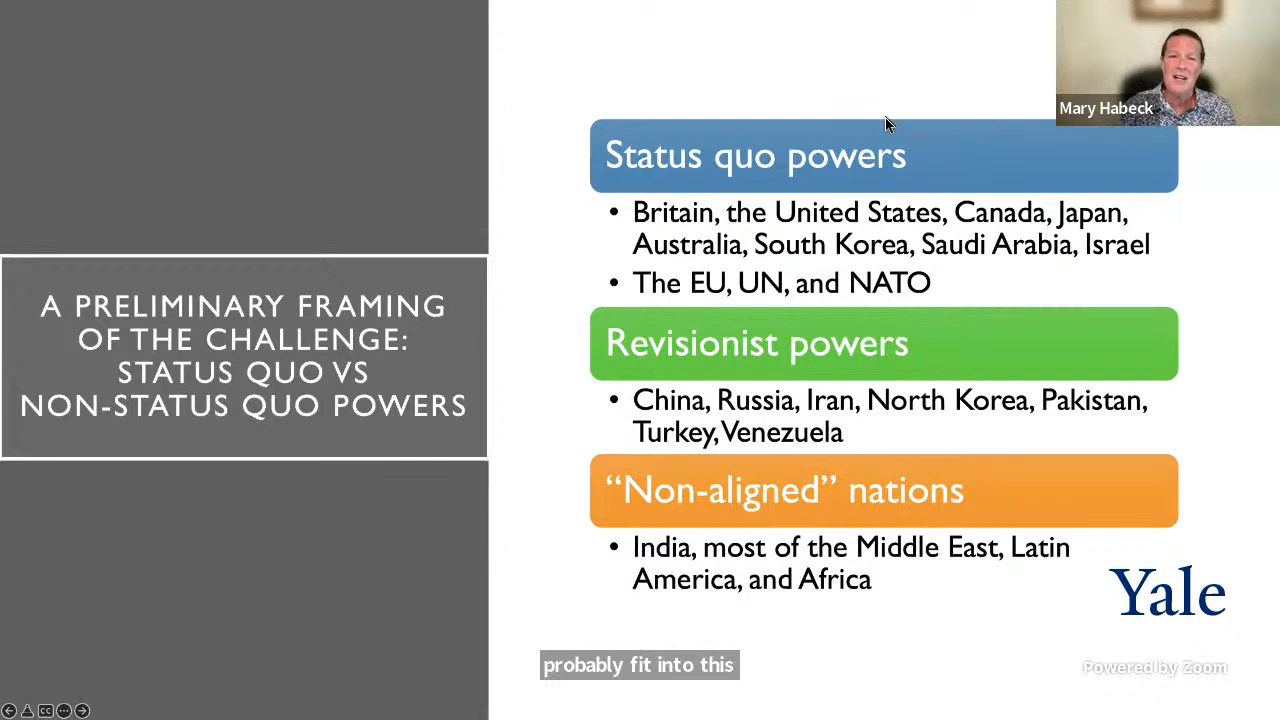 Mary Habeck
A PRELIMINARY FRAMING
OF THE CHALLENGE:
STATUS QUO VS
NON-STATUS QUO POWERS
Status quo powers
• Britain, the United States, Canada, Japan,
Australia, South Korea, Saudi Arabia, Israel
• The EU, UN, and NATO
Revisionist powers
• China, Russia, Iran, North Korea, Pakistan,
Turkey, Venezuela
“Non-aligned” nations
• India, most of the Middle East, Latin
America, and Africa
Yale
probably fit into this
Powered by Zoom
CC